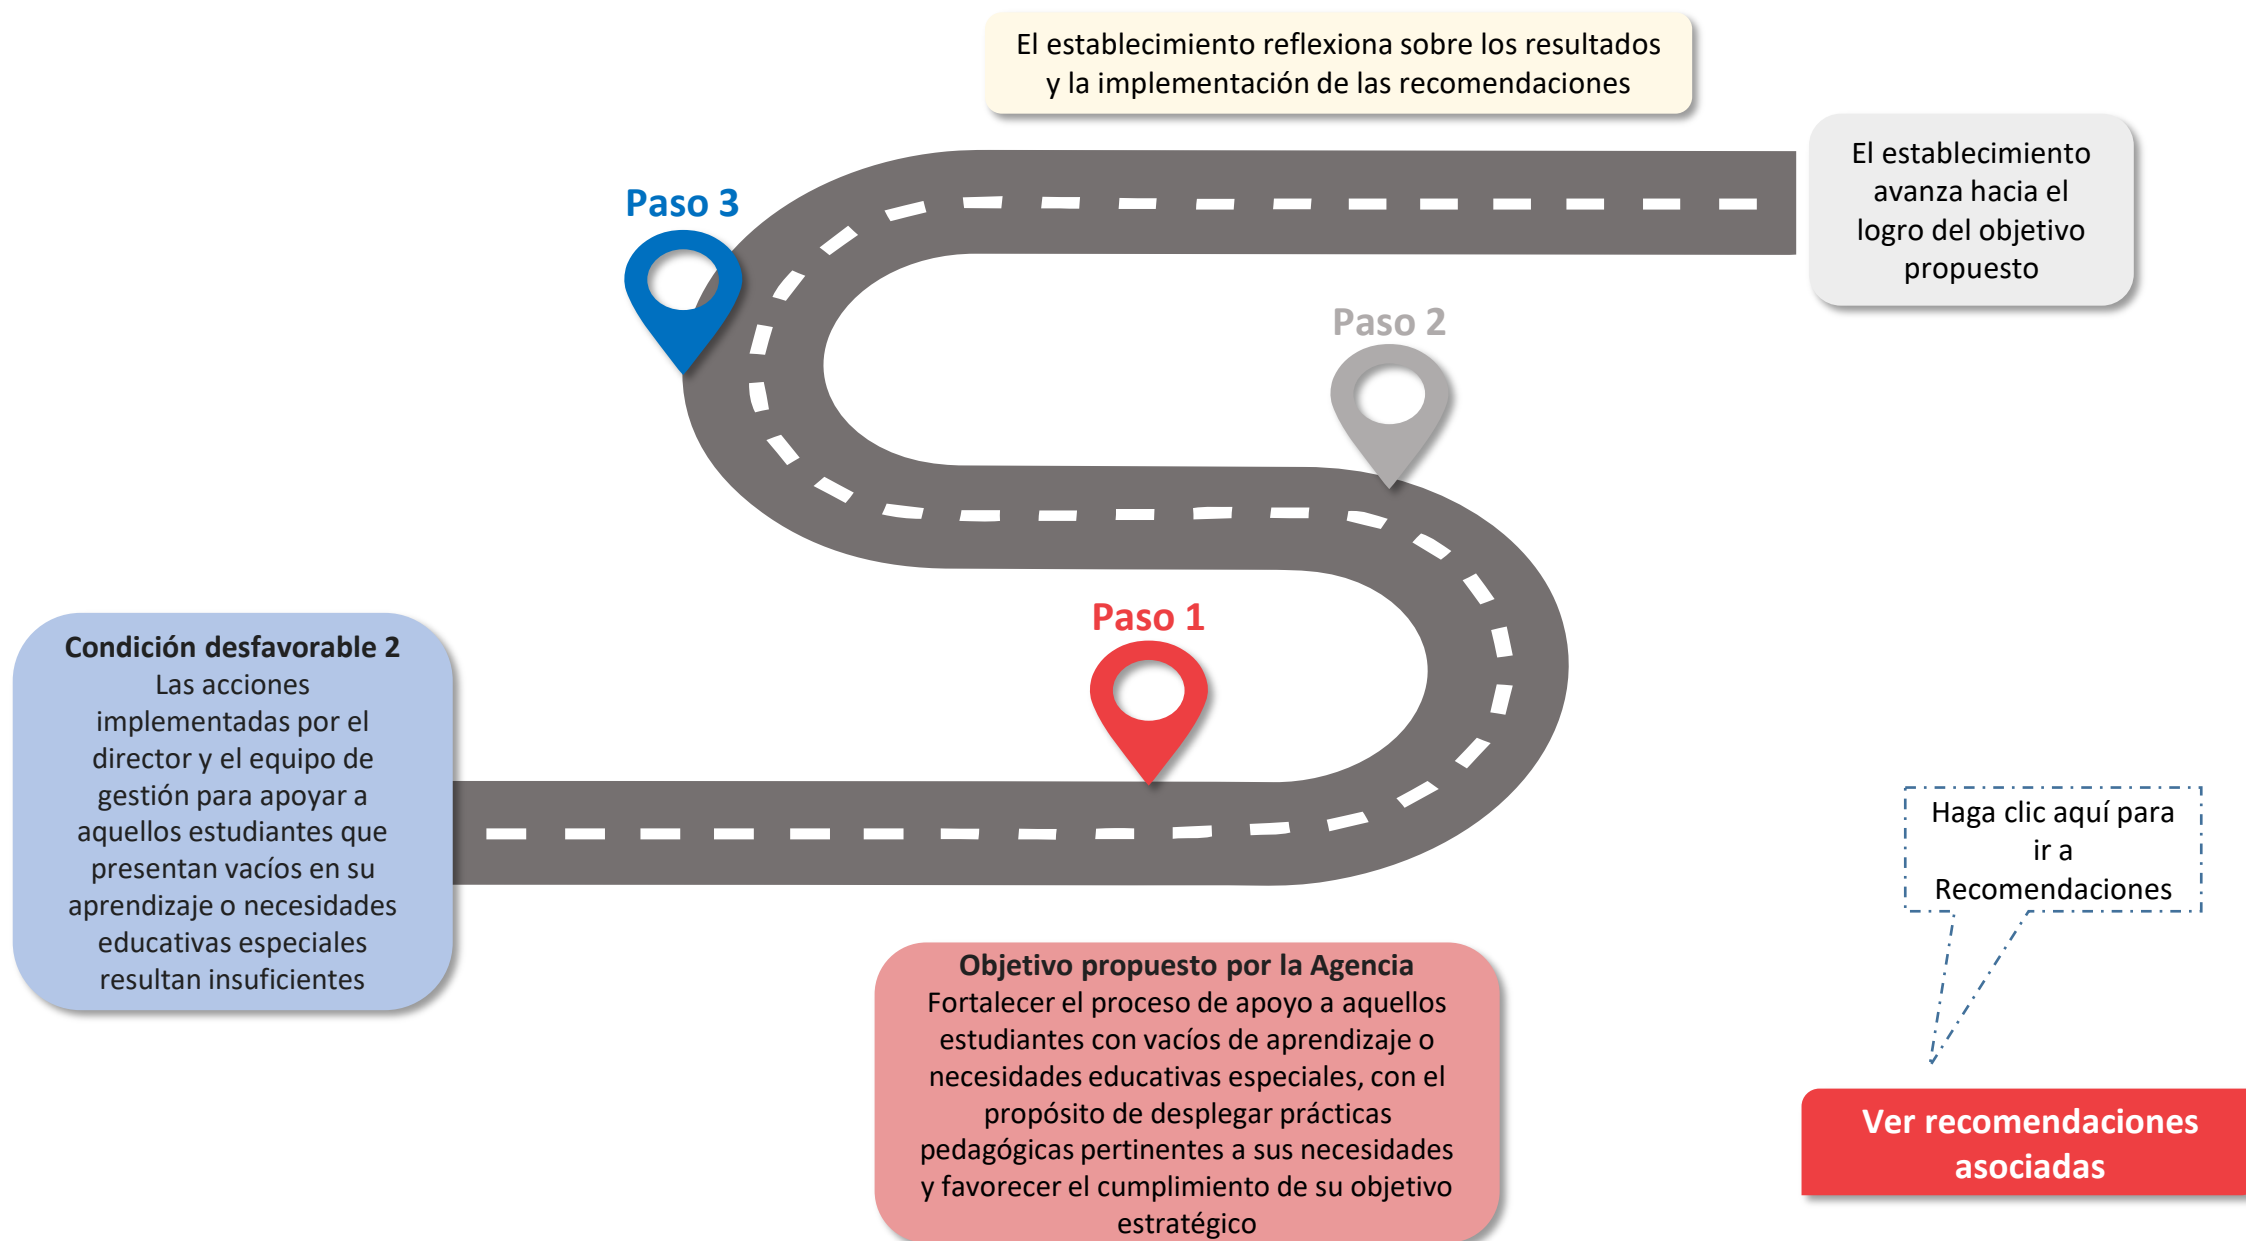 El establecimiento reflexiona sobre los resultados
y la implementación de las recomendaciones
El establecimiento
avanza hacia el
logro del objetivo
propuesto
Paso 3
Paso 2
Paso 1
Condición desfavorable 2
Las acciones
implementadas por el
director y el equipo de
gestión para apoyar a
aquellos estudiantes que
presentan vacíos en su
aprendizaje o necesidades
educativas especiales
resultan insuficientes
Objetivo propuesto por la Agencia
Fortalecer el proceso de apoyo a aquellos
estudiantes con vacíos de aprendizaje o
necesidades educativas especiales, con el
propósito de desplegar prácticas
pedagógicas pertinentes a sus necesidades
y favorecer el cumplimiento de su objetivo
estratégico
Haga clic aquí para
ir a
Recomendaciones
Ver recomendaciones
asociadas